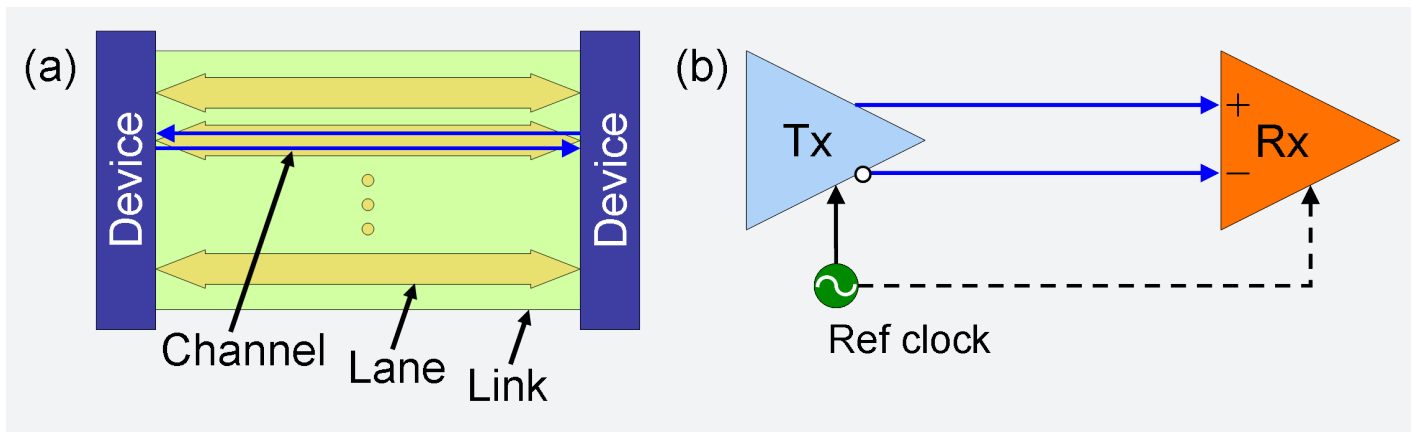 (a)
Device
Device
Channel
Lane
Link
(b)
Tx
+
−
Rx
Ref clock